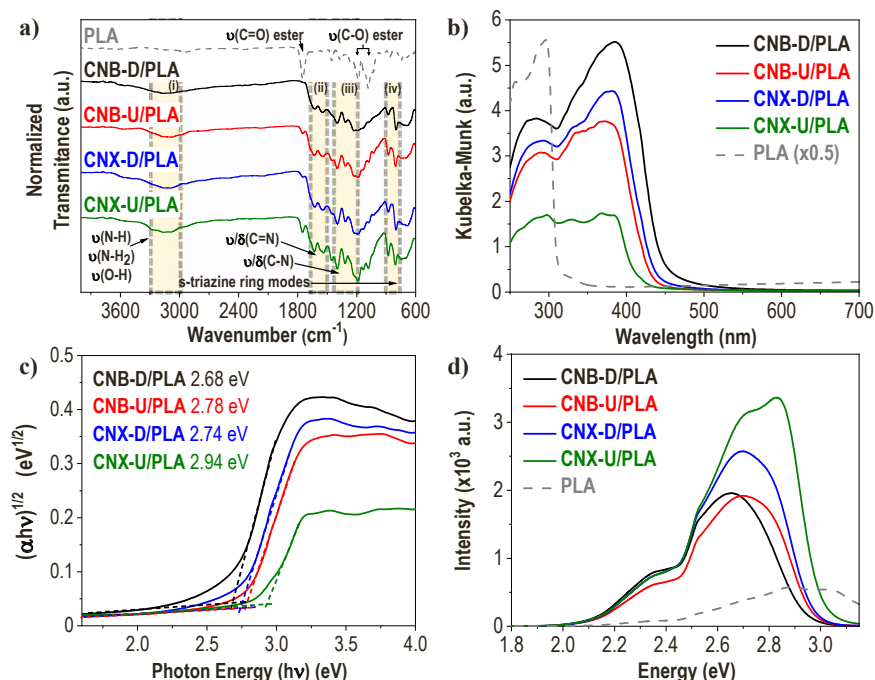 a)
PLA
υ(C=O) ester
υ(C-O) ester
CNB-D/PLA
CNB-U/PLA
CNX-D/PLA
CNX-U/PLA
(i)
(ii)
(iii)
(iv)
υ(N-H)
υ(N-H2)
υ(O-H)
υ/δ(C=N)
υ/δ(C-N)
s-triazine ring modes
Normalized
Transmitance (a.u.)
3600 3000 2400 1800 1200 600
Wavenumber (cm-1)
b)
CNB-D/PLA
CNB-U/PLA
CNX-D/PLA
CNX-U/PLA
PLA (x0.5)
Kubelka-Munk (a.u.)
6
5
4
3
2
1
0
300 400 500 600 700
Wavelength (nm)
c)
CNB-D/PLA 2.68 eV
CNB-U/PLA 2.78 eV
CNX-D/PLA 2.74 eV
CNX-U/PLA 2.94 eV
(αhν)1/2 (eV1/2)
0.5
0.4
0.3
0.2
0.1
0.0
2.0 2.5 3.0 3.5 4.0
Photon Energy (hν) (eV)
d)
CNB-D/PLA
CNB-U/PLA
CNX-D/PLA
CNX-U/PLA
PLA
Intensity (x103 a.u.)
4
3
2
1
0
1.8 2.0 2.2 2.4 2.6 2.8 3.0
Energy (eV)